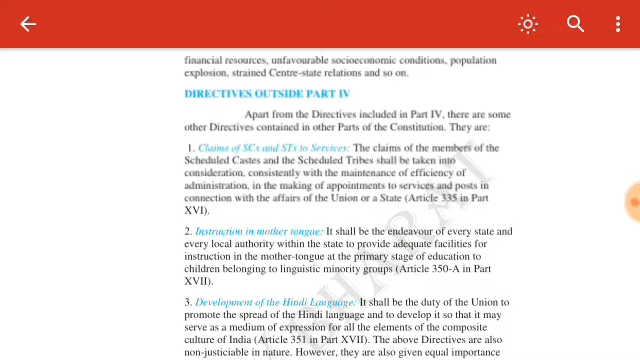 financial resources, unfavourable socioeconomic conditions, population
explosion, strained Centre-state relations and so on.
DIRECTIVES OUTSIDE PART IV
Apart from the Directives included in Part IV, there are some
other Directives contained in other Parts of the Constitution. They are:
1. Claims of SCs and STs to Services: The claims of the members of the
Scheduled Castes and the Scheduled Tribes shall be taken into
consideration, consistently with the maintenance of efficiency of
administration, in the making of appointments to services and posts in
connection with the affairs of the Union or a State (Article 335 in Part
XVI).
2. Instruction in mother tongue: It shall be the endeavour of every state and
every local authority within the state to provide adequate facilities for
instruction in the mother-tongue at the primary stage of education to
children belonging to linguistic minority groups (Article 350-A in Part
XVII).
3. Development of the Hindi Language: It shall be the duty of the Union to
promote the spread of the Hindi language and to develop it so that it may
serve as a medium of expression for all the elements of the composite
culture of India (Article 351 in Part XVII). The above Directives are also
non-justiciable in nature. However, they are also given equal importance